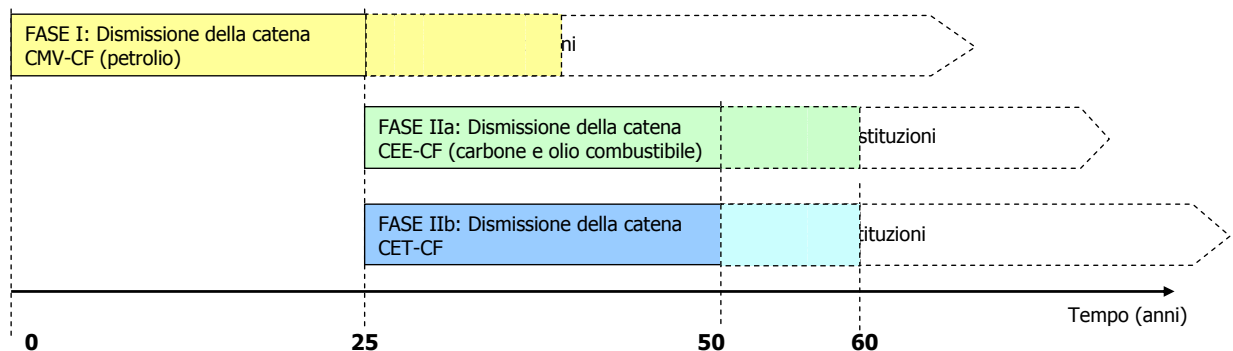 FASE I: Dismissione della catena
CMV-CF (petrolio)
ni
FASE IIa: Dismissione della catena
CEE-CF (carbone e olio combustibile)
stituzioni
FASE IIb: Dismissione della catena
CET-CF
tituzioni
Tempo (anni)
0 25 50 60